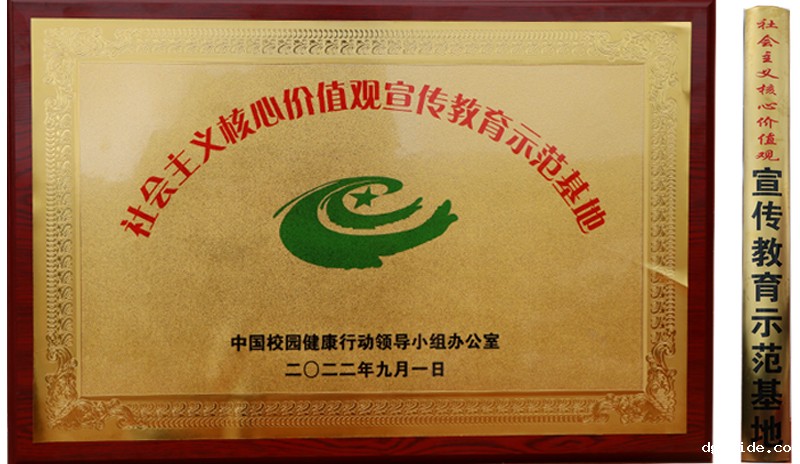 社会主义核心价值观宣传教育示范基地
中国校园健康行动领导小组办公室
二〇二二年九月一日
社会主义核心价值观
宣传教育示范基地